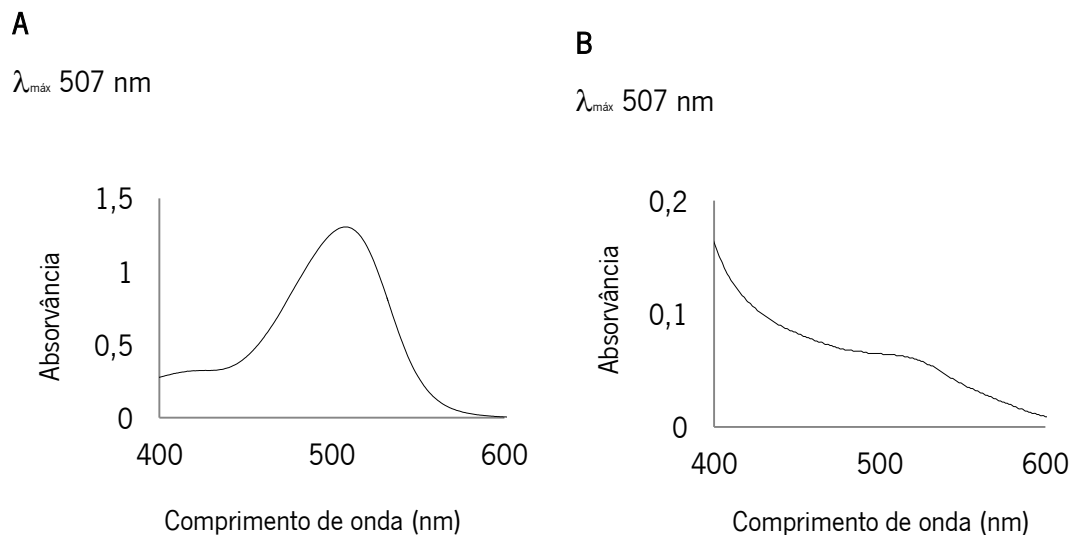 A
λmáx 507 nm
1,5
1
0,5
0
Absorvância
400 500 600
Comprimento de onda (nm)
B
λmáx 507 nm
0,2
0,1
0
Absorvância
400 500 600
Comprimento de onda (nm)